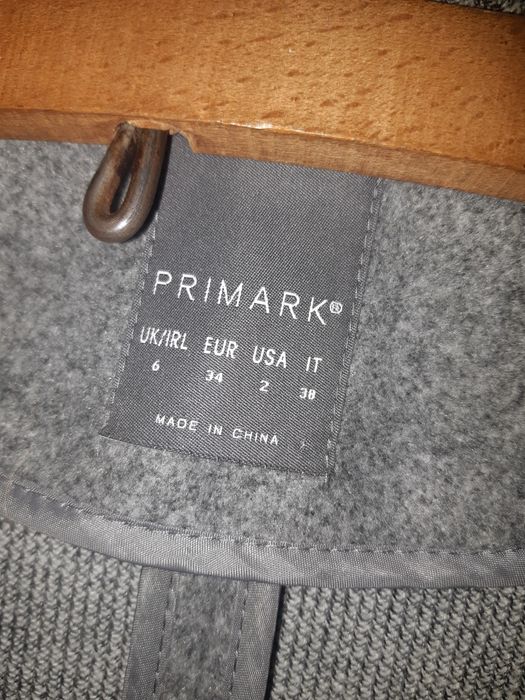 PRIMARK®
UK/IRL EUR USA IT
6 34 2 38
MADE IN CHINA